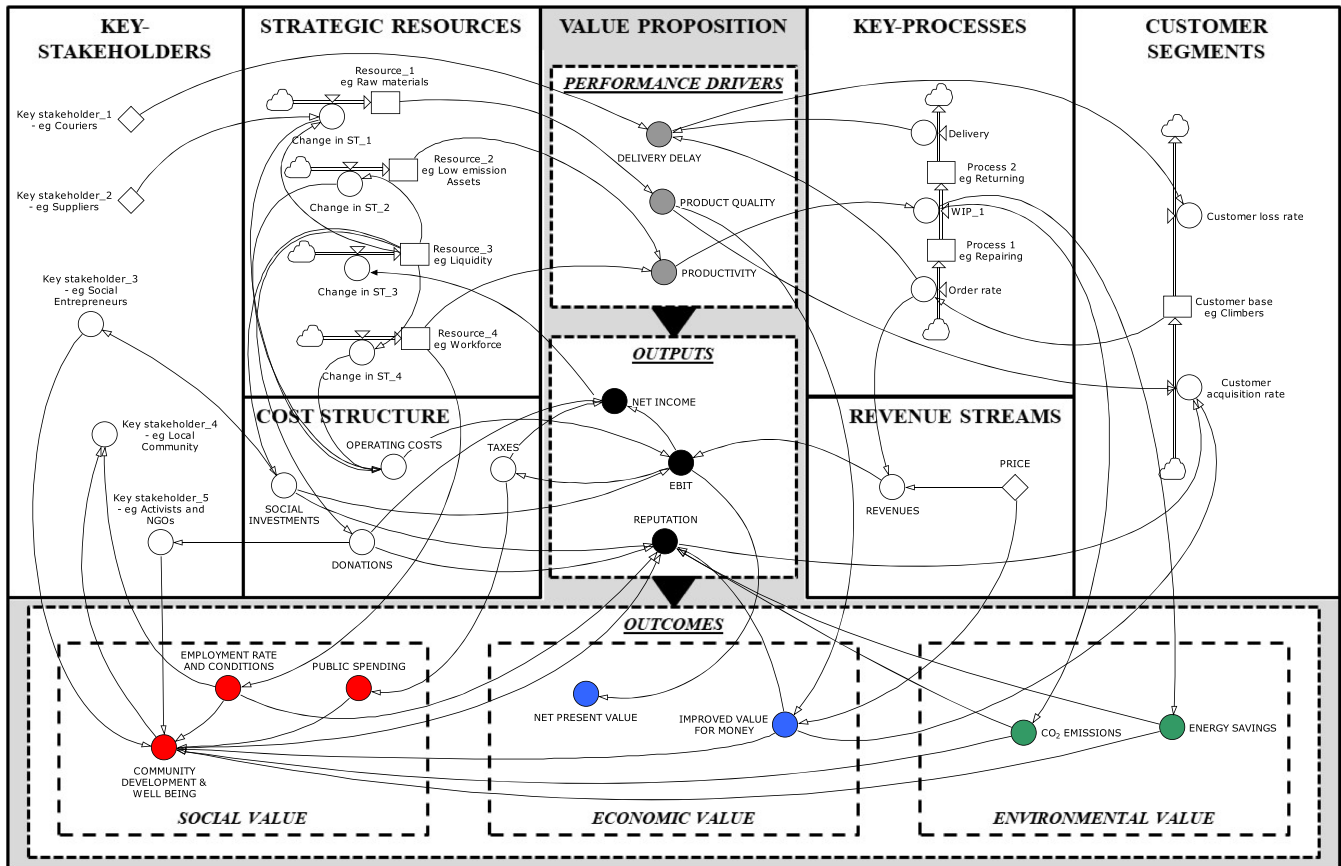 KEY-
STAKEHOLDERS
Key stakeholder_1
- eg Couriers
Key stakeholder_2
- eg Suppliers
Key stakeholder_3
- eg Social
Entrepreneurs
Key stakeholder_4
- eg Local
Community
Key stakeholder_5
- eg Activists and
NGOs
STRATEGIC RESOURCES
Resource_1
eg Raw materials
Change in ST_1
Resource_2
eg Low emission
Assets
Change in ST_2
Resource_3
eg Liquidity
Change in ST_3
Resource_4
eg Workforce
Change in ST_4
COST STRUCTURE
OPERATING COSTS
TAXES
SOCIAL
INVESTMENTS
DONATIONS
VALUE PROPOSITION
PERFORMANCE DRIVERS
DELIVERY DELAY
PRODUCT QUALITY
PRODUCTIVITY
OUTPUTS
NET INCOME
EBIT
REPUTATION
KEY-PROCESSES
Delivery
Process 2
eg Returning
WIP_1
Process 1
eg Repairing
Order rate
REVENUE STREAMS
PRICE
REVENUES
CUSTOMER
SEGMENTS
Customer loss rate
Customer base
eg Climbers
Customer
acquisition rate
OUTCOMES
EMPLOYMENT RATE
AND CONDITIONS
PUBLIC SPENDING
COMMUNITY
DEVELOPMENT &
WELL BEING
SOCIAL VALUE
NET PRESENT VALUE
IMPROVED VALUE
FOR MONEY
ECONOMIC VALUE
CO₂ EMISSIONS
ENERGY SAVINGS
ENVIRONMENTAL VALUE